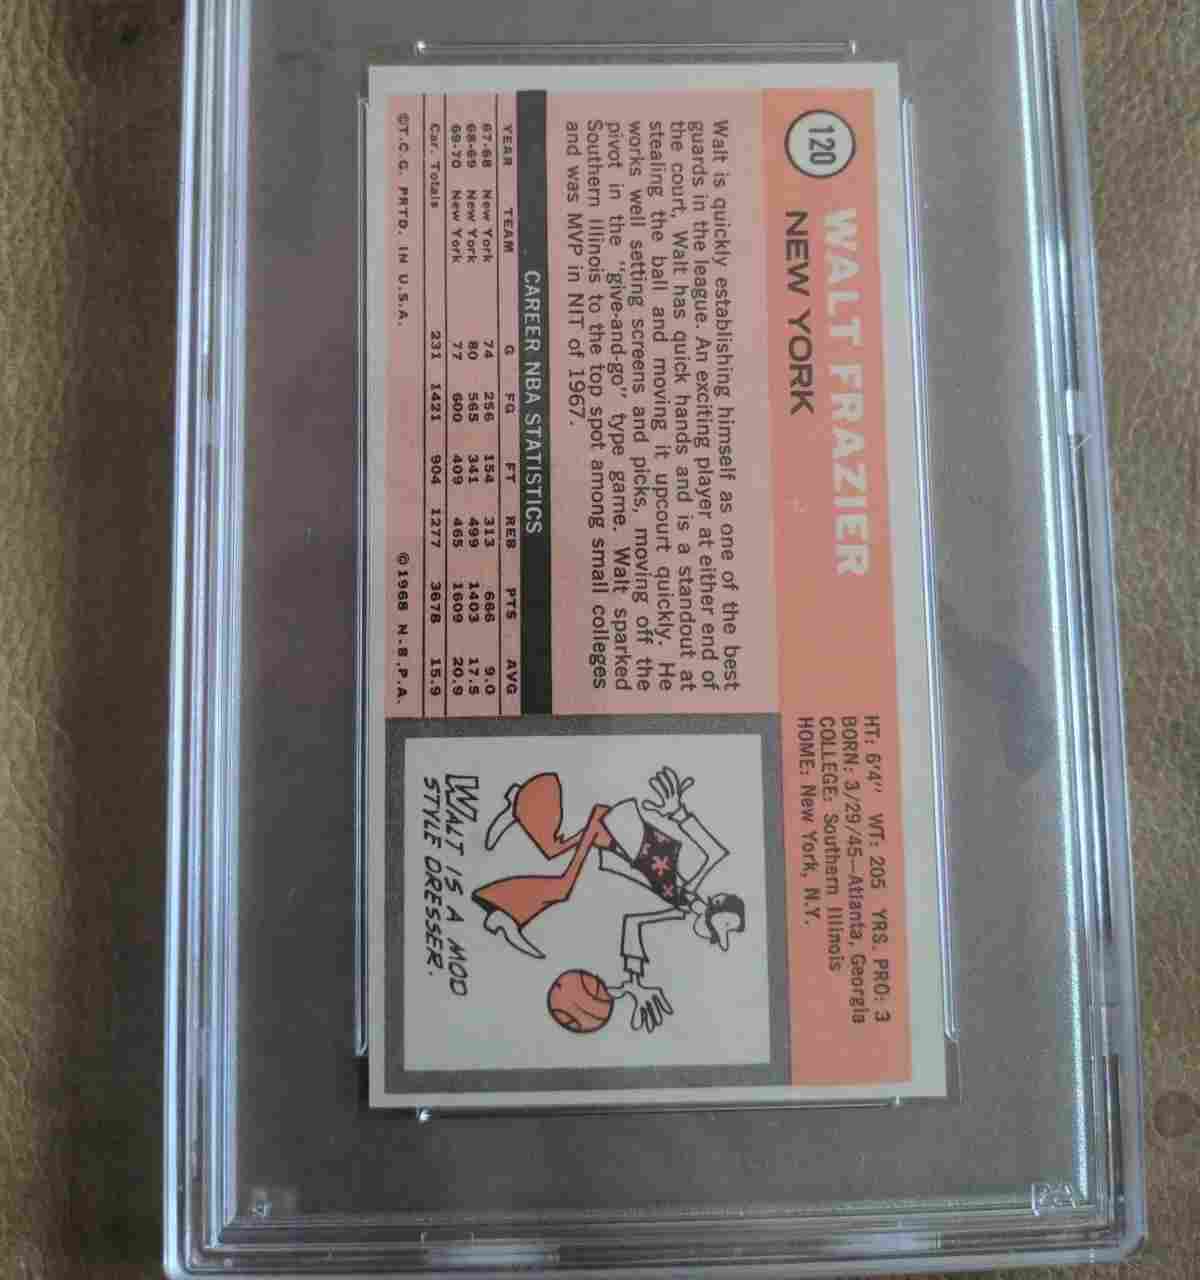 120
WALT FRAZIER
NEW YORK
HT: 6'4" WT: 205 YRS. PRO: 3
BORN: 3/29/45—Atlanta, Georgia
COLLEGE: Southern Illinois
HOME: New York, N.Y.
Walt is quickly establishing himself as one of the best
guards in the league. An exciting player at either end of
the court, Walt has quick hands and is a standout at
stealing the ball and moving it upcourt quickly. He
works well setting screens and picks, moving off the
pivot in the "give-and-go" type game. Walt sparked
Southern Illinois to the top spot among small colleges
and was MVP in NIT of 1967.
CAREER NBA STATISTICS
YEAR TEAM G FG FT REB PTS AVG
67-68 New York 74 256 154 313 666 9.0
68-69 New York 80 565 341 499 1403 17.5
69-70 New York 77 600 409 465 1609 20.9
Car. Totals 231 1421 904 1277 3678 15.9
©T.C.G. PRTD. IN U.S.A. ©1968 N.B.P.A.
WALT IS A MOD
STYLE DRESSER.